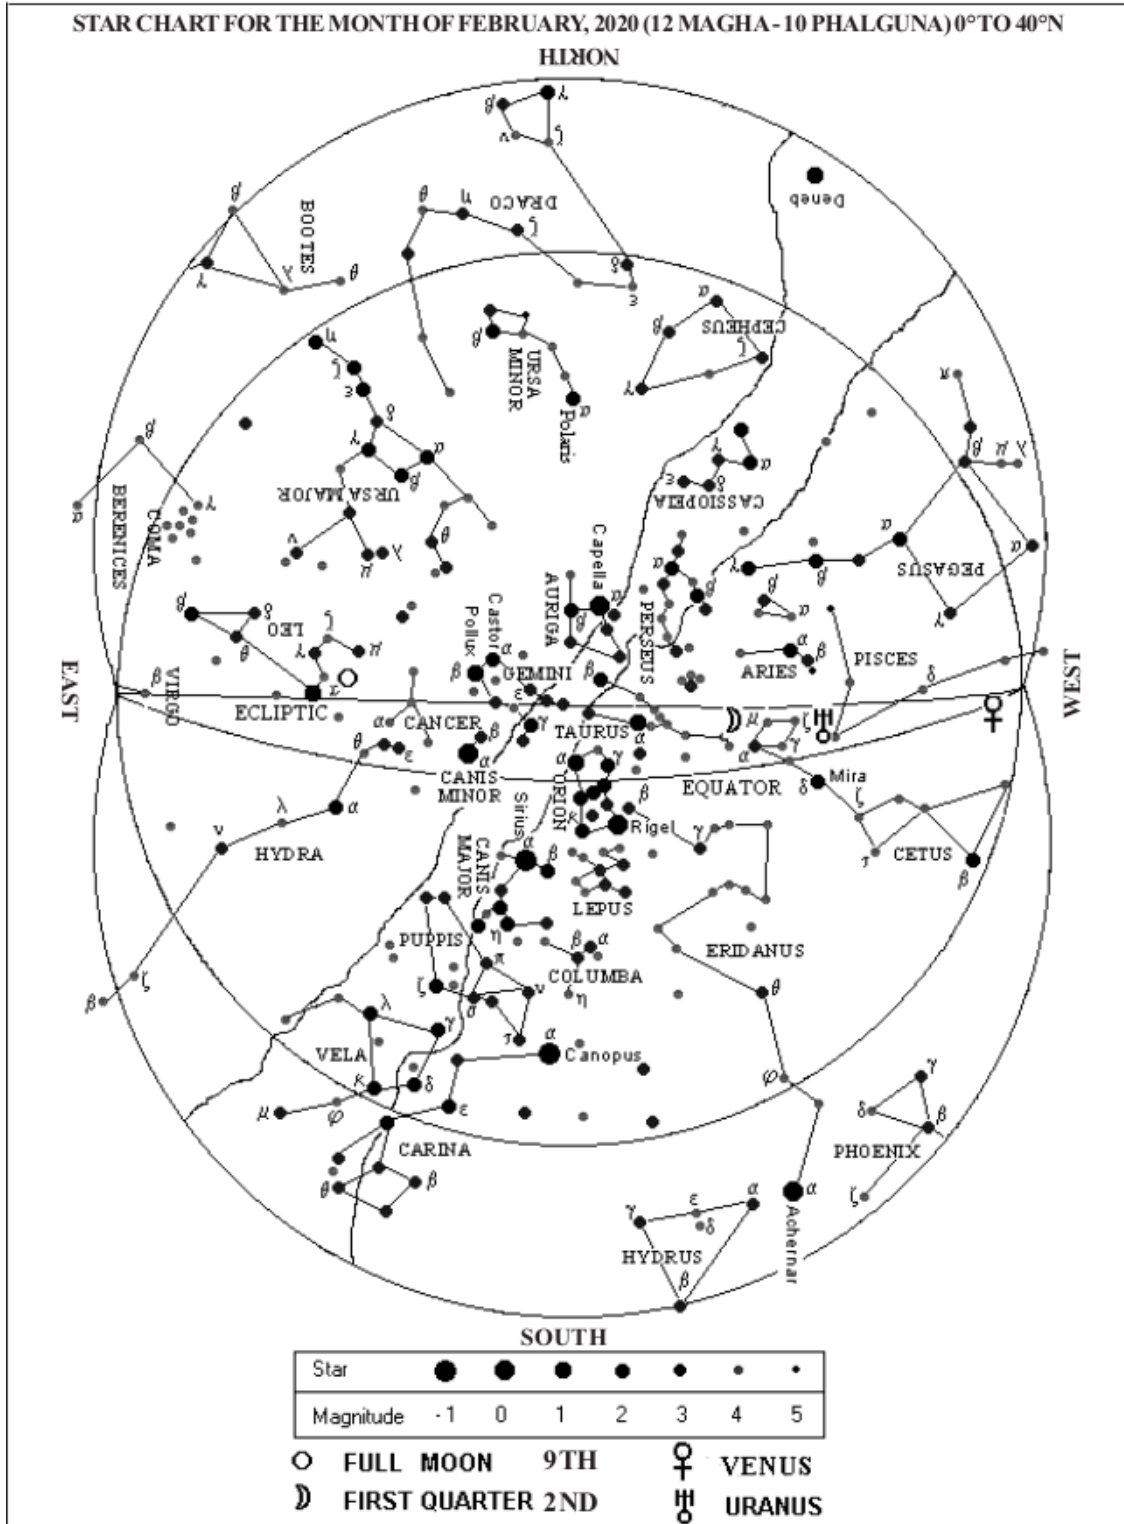 STAR CHART FOR THE MONTH OF FEBRUARY, 2020 (12 MAGHA - 10 PHALGUNA) 0° TO 40°N
NORTH
β γ
ν ζ
Deneb
β
BOOTES
θ η DRACO
ζ
γ
λ θ
δ
ε
α
CEPHEUS
β
ζ
γ
η
ζ
ε
δ
β
URSA MINOR
α
Polaris
π
β μ λ
β
γ
α
β
URSA MAJOR
γ
α
ε δ
CASSIOPEIA
α
γ
BERENICES
COMA
ν
μ λ
θ
Capella
α
β
AURIGA
α
β
PERSEUS
γ
β
α
PEGASUS
α
γ
β
δ
LEO
θ
ζ
γ
μ
Castor
Pollux
α
β
GEMINI
β
β
α
α
β
ARIES
PISCES
δ
EAST
β
VIRGO
α
ECLIPTIC
α
CANCER
ε
γ
TAURUS
α
μ
ζ
α
γ
WEST
θ
ε
β
α
CANIS MINOR
α
γ
ORION
β
EQUATOR
δ
Mira
ζ
τ
CETUS
β
ν
λ
α
HYDRA
Sirius
α
β
κ
Rigel
γ
CANIS MAJOR
LEPUS
η
PUPPIS
β α
COLUMBA
η
ERIDANUS
θ
π
ζ
σ
ν
τ
β
ζ
λ
γ
VELA
κ
δ
μ
φ
ε
α
Canopus
φ
γ
δ
β
PHOENIX
ζ
CARINA
θ
β
γ
ε
δ
α
HYDRUS
β
α
Achernar
SOUTH
Star
Magnitude -1 0 1 2 3 4 5
FULL MOON 9TH
♀ VENUS
FIRST QUARTER 2ND
♅ URANUS